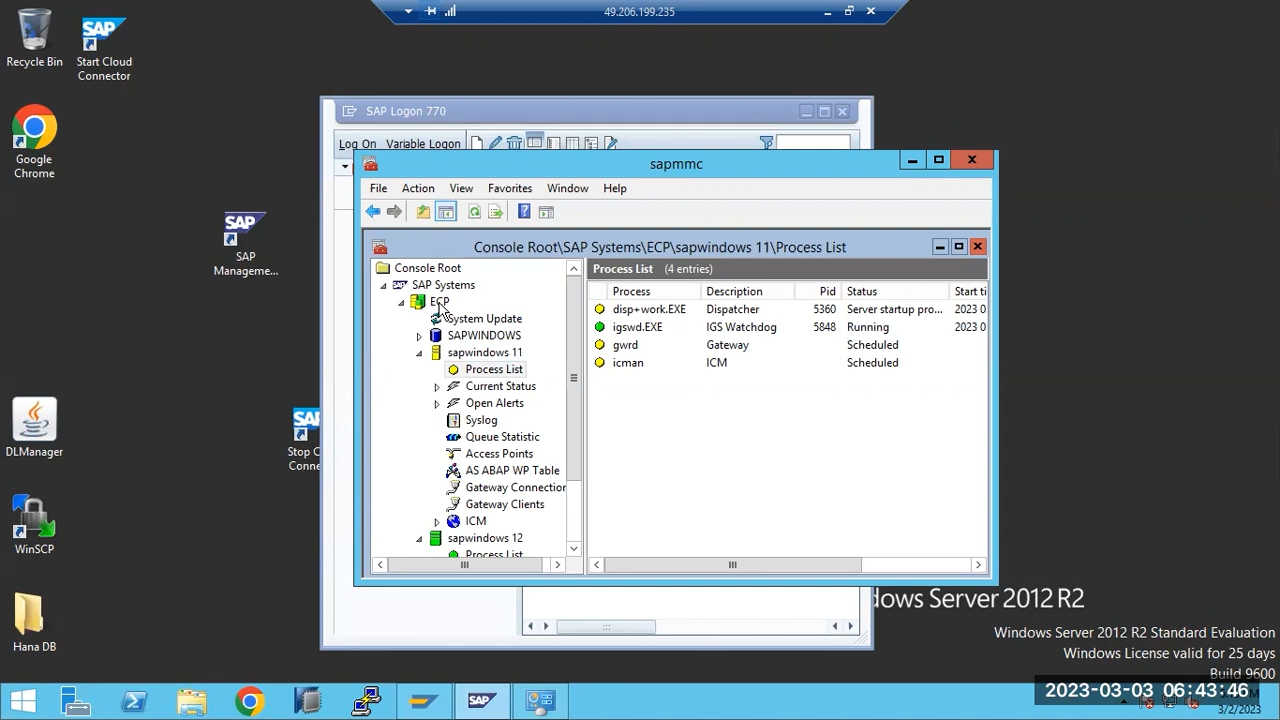 49.206.199.235
Recycle Bin
Start Cloud
Connector
Google
Chrome
SAP
Manageme...
DLManager
Stop C
Conne
WinSCP
Hana DB
SAP Logon 770
Log On
Variable Logon
sapmmc
File
Action
View
Favorites
Window
Help
Console Root\SAP Systems\ECP\sapwindows 11\Process List
Console Root
SAP Systems
ECP
System Update
SAPWINDOWS
sapwindows 11
Process List
Current Status
Open Alerts
Syslog
Queue Statistic
Access Points
AS ABAP WP Table
Gateway Connection
Gateway Clients
ICM
sapwindows 12
Process List
Process List (4 entries)
Process Description Pid Status Start ti
disp+work.EXE Dispatcher 5360 Server startup pro... 2023 0
igswd.EXE IGS Watchdog 5848 Running 2023 0
gwrd Gateway Scheduled
icman ICM Scheduled
dows Server 2012 R2
Windows Server 2012 R2 Standard Evaluation
Windows License valid for 25 days
Build 9600
2023-03-03 06:43:46
3/2/2023